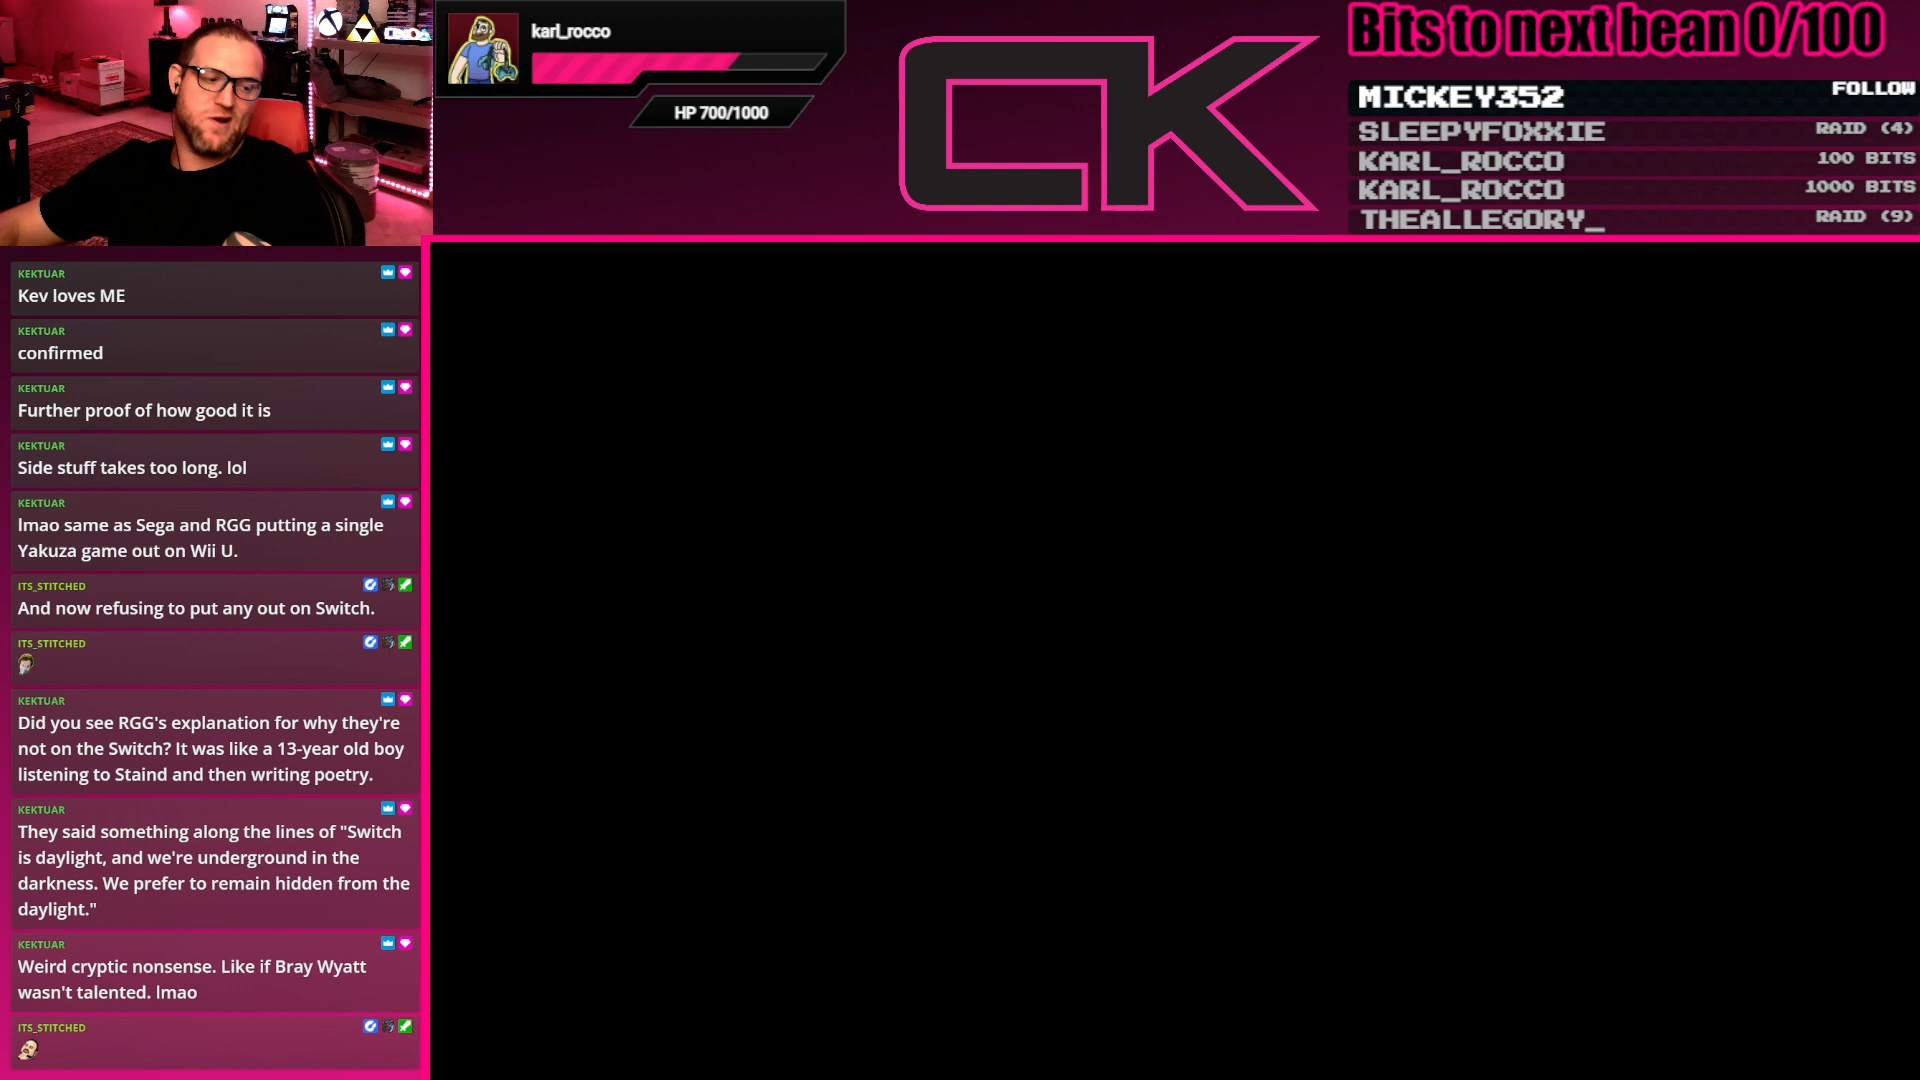 karl_rocco
HP 700/1000
CK
Bits to next bean 0/100
MICKEY352 FOLLOW
SLEEPYFOXXIE RAID (4)
KARL_ROCCO 100 BITS
KARL_ROCCO 1000 BITS
THEALLEGORY_ RAID (9)
KEKTUAR
Kev loves ME
KEKTUAR
confirmed
KEKTUAR
Further proof of how good it is
KEKTUAR
Side stuff takes too long. lol
KEKTUAR
lmao same as Sega and RGG putting a single
Yakuza game out on Wii U.
ITS_STITCHED
And now refusing to put any out on Switch.
ITS_STITCHED
KEKTUAR
Did you see RGG's explanation for why they're
not on the Switch? It was like a 13-year old boy
listening to Staind and then writing poetry.
KEKTUAR
They said something along the lines of "Switch
is daylight, and we're underground in the
darkness. We prefer to remain hidden from the
daylight."
KEKTUAR
Weird cryptic nonsense. Like if Bray Wyatt
wasn't talented. lmao
ITS_STITCHED